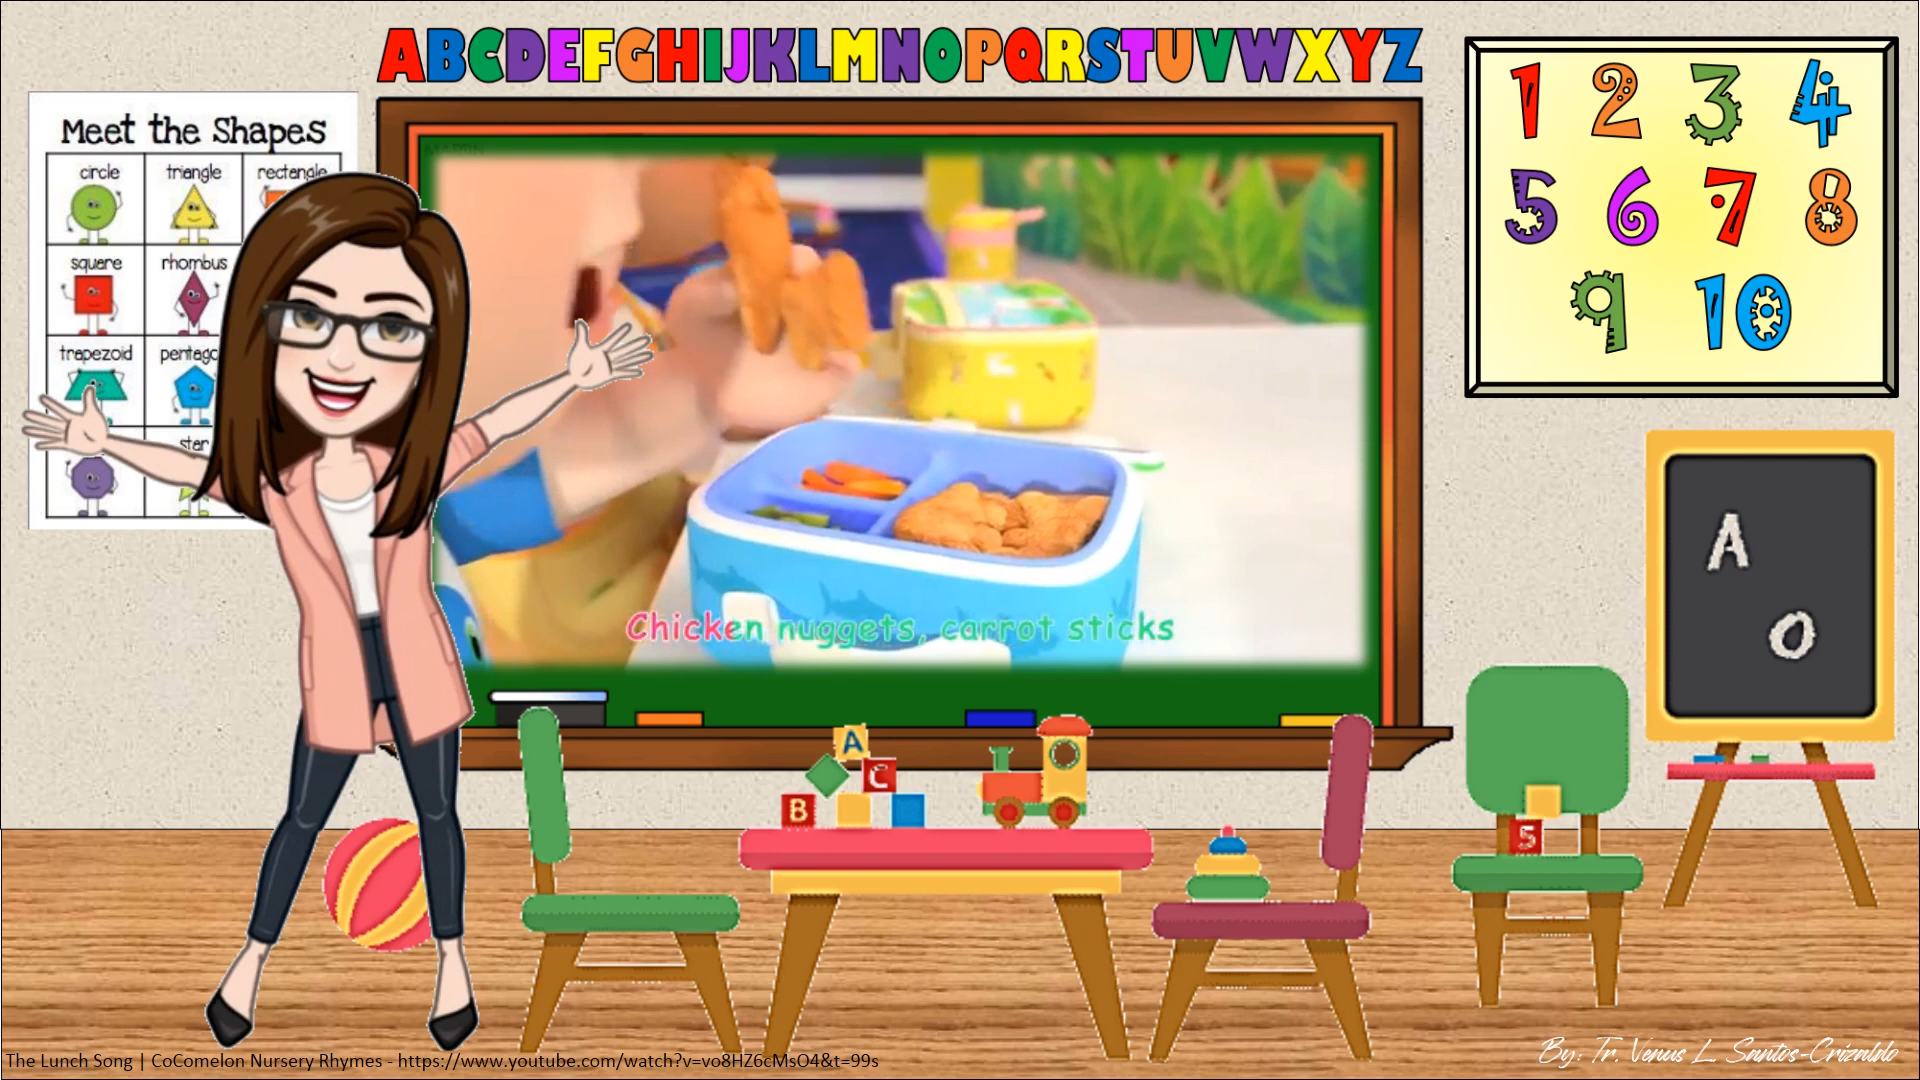 ABCDEFGHIJKLMNOPQRSTUVWXYZ
Meet the Shapes
circle triangle rectangle
square rhombus
trapezoid
star
1 2 3 4
5 6 7 8
9 10
Chicken nuggets, carrot sticks
A
O
A
C
B
5
The Lunch Song | CoComelon Nursery Rhymes - https://www.youtube.com/watch?v=vo8HZ6cMsO4&t=99s
By: Tr. Venus L. Santos-Crizaldo